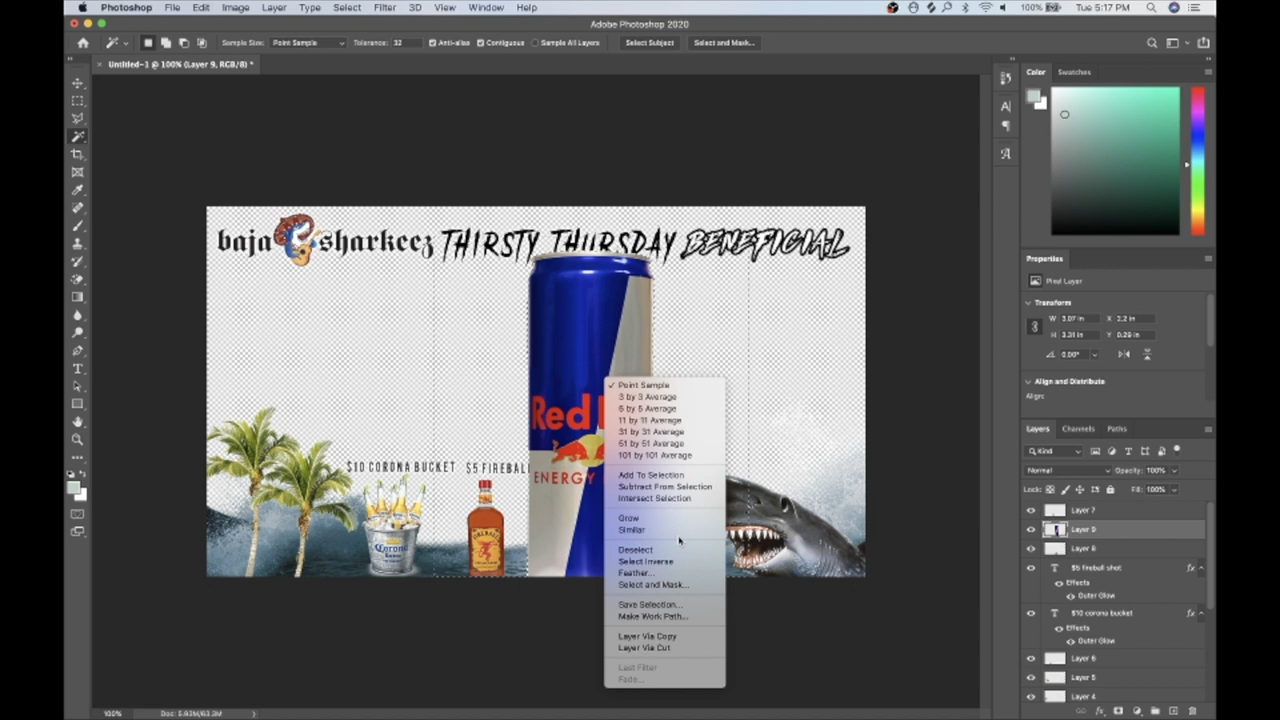 Photoshop File Edit Image Layer Type Select Filter 3D View Window Help 100% Tue 5:17 PM
Adobe Photoshop 2020
Sample Size: Point Sample Tolerance: 32 Anti-alias Contiguous Sample All Layers Select Subject Select and Mask...
Untitled-1 @ 100% (Layer 9, RGB/8) *
Color Swatches
baja sharkeez THIRSTY THURSDAY BENEFICIAL
Properties
Pixel Layer
Transform
W 3.07 in X 2.2 in
H 3.31 in Y 0.29 in
0.00°
Align and Distribute
Align:
Red
ENERGY
$10 CORONA BUCKET $5 FIREBALL
Corona
FIREBALL
Point Sample
3 by 3 Average
5 by 5 Average
11 by 11 Average
31 by 31 Average
51 by 51 Average
101 by 101 Average
Add To Selection
Subtract From Selection
Intersect Selection
Grow
Similar
Deselect
Select Inverse
Feather...
Select and Mask...
Save Selection...
Make Work Path...
Layer Via Copy
Layer Via Cut
Last Filter
Fade...
Layers Channels Paths
Kind
Normal Opacity: 100%
Lock: Fill: 100%
Layer 7
Layer 9
Layer 8
$5 fireball shot fx
Effects
Outer Glow
$10 corona bucket fx
Effects
Outer Glow
Layer 6
Layer 5
Layer 4
100% Doc: 5.93M/63.3M